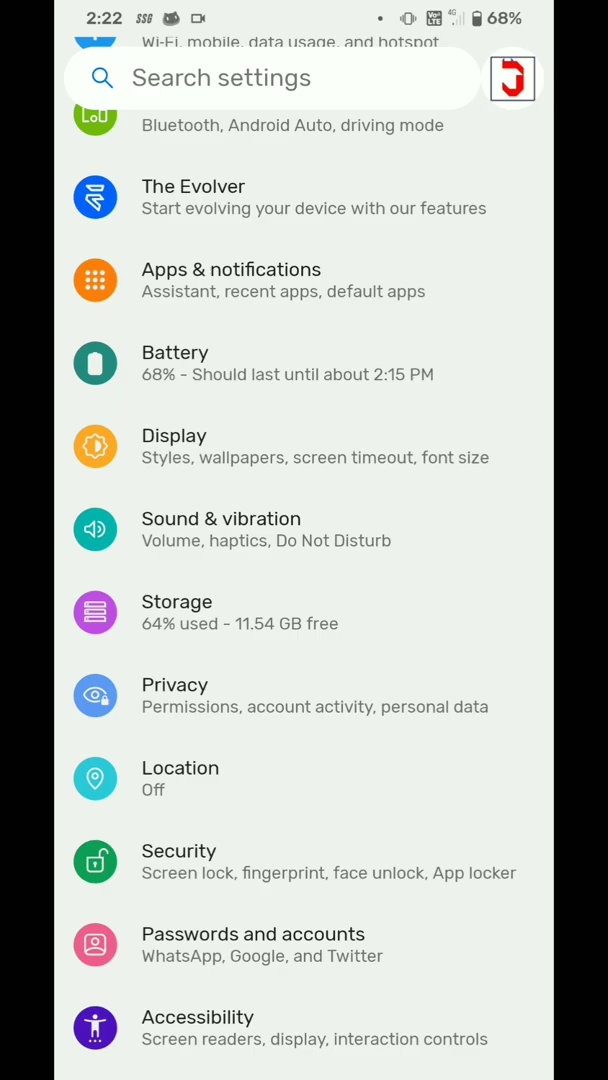 2:22 SSG VoLTE 4G 68%
Wi-Fi, mobile, data usage, and hotspot
Search settings
Bluetooth, Android Auto, driving mode
The Evolver
Start evolving your device with our features
Apps & notifications
Assistant, recent apps, default apps
Battery
68% - Should last until about 2:15 PM
Display
Styles, wallpapers, screen timeout, font size
Sound & vibration
Volume, haptics, Do Not Disturb
Storage
64% used - 11.54 GB free
Privacy
Permissions, account activity, personal data
Location
Off
Security
Screen lock, fingerprint, face unlock, App locker
Passwords and accounts
WhatsApp, Google, and Twitter
Accessibility
Screen readers, display, interaction controls